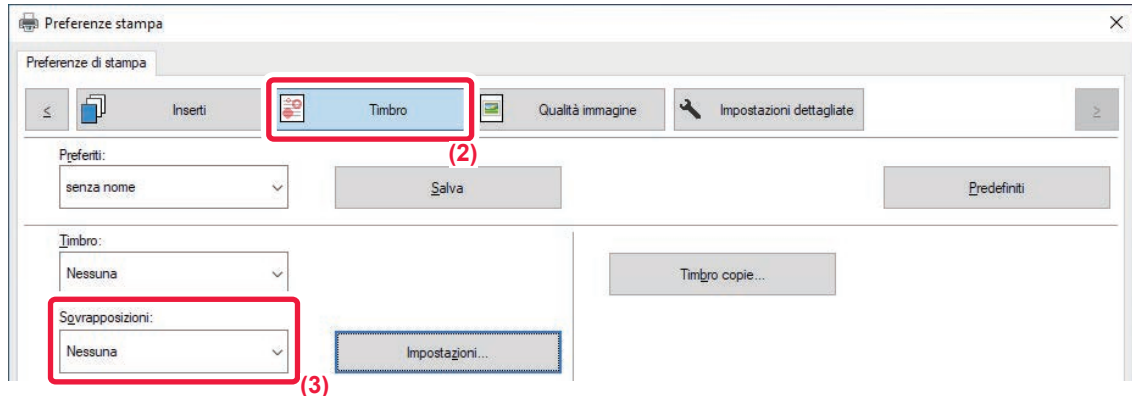 Preferenze stampa
Preferenze di stampa
< Inserti Timbro Qualità immagine Impostazioni dettagliate >
(2)
Preferiti:
senza nome Salva Predefiniti
Timbro:
Nessuna Timbro copie...
Sovrapposizioni:
Nessuna Impostazioni...
(3)